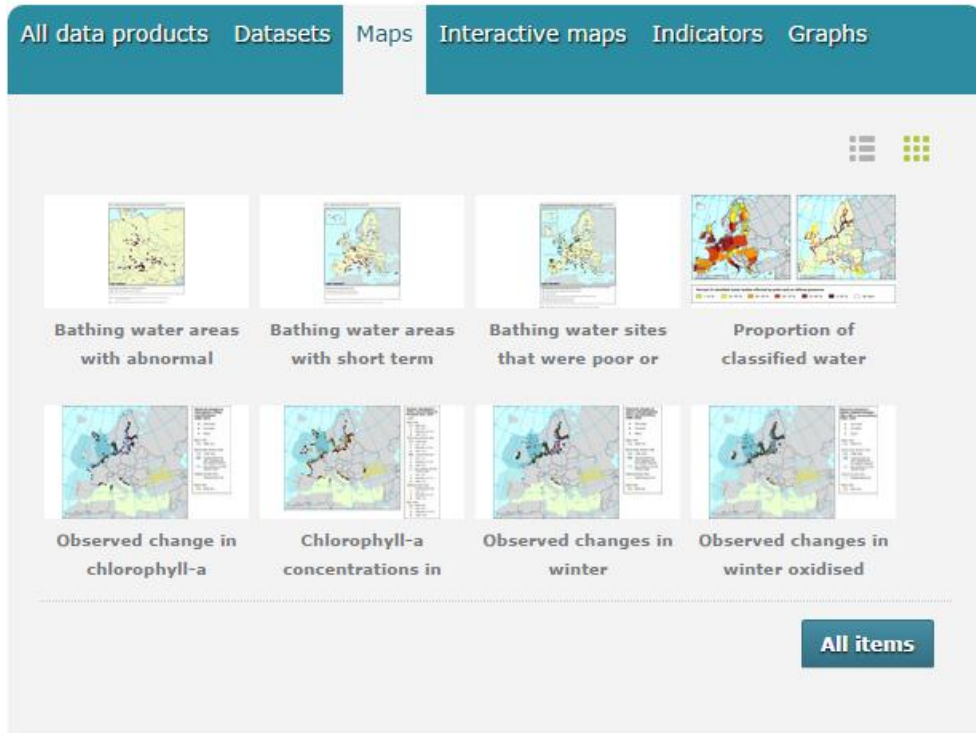 All data products Datasets Maps Interactive maps Indicators Graphs
Bathing water areas
with abnormal
Bathing water areas
with short term
Bathing water sites
that were poor or
Proportion of
classified water
Observed change in
chlorophyll-a
Chlorophyll-a
concentrations in
Observed changes in
winter
Observed changes in
winter oxidised
All items